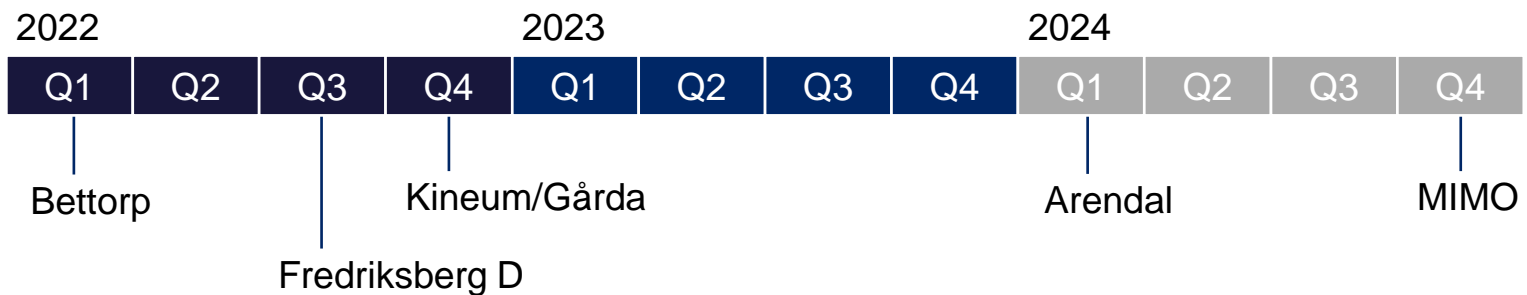 2022 2023 2024
Q1 Q2 Q3 Q4 Q1 Q2 Q3 Q4 Q1 Q2 Q3 Q4
Bettorp Kineum/Gårda Arendal MIMO
Fredriksberg D